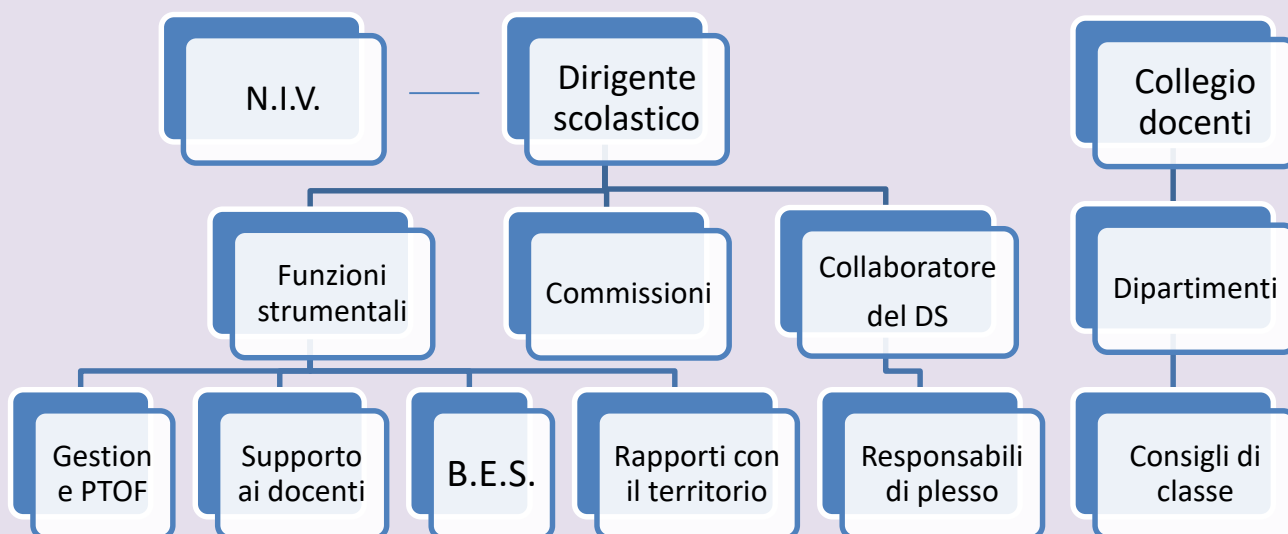 N.I.V.
Dirigente
scolastico
Collegio
docenti
Funzioni
strumentali
Commissioni
Collaboratore
del DS
Dipartimenti
Gestion
e PTOF
Supporto
ai docenti
B.E.S.
Rapporti con
il territorio
Responsabili
di plesso
Consigli di
classe